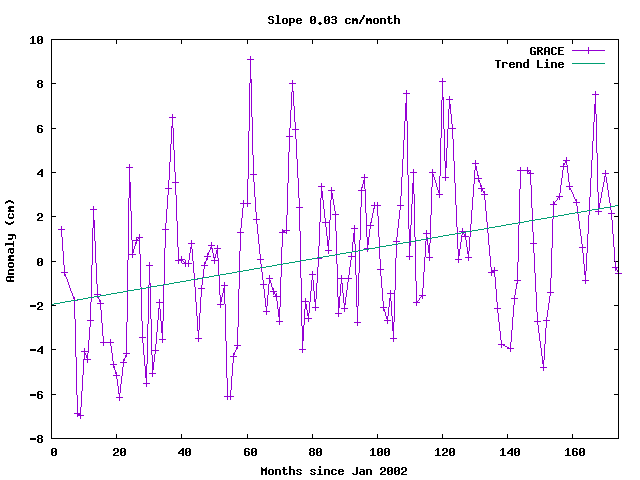 Slope 0.03 cm/month
GRACE
Trend Line
10
8
6
4
2
0
-2
-4
-6
-8
Anomaly (cm)
0 20 40 60 80 100 120 140 160
Months since Jan 2002